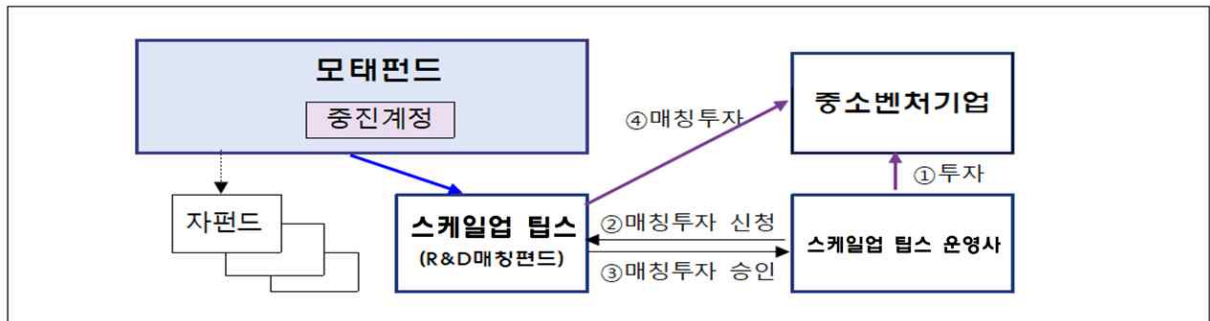 모태펀드
중진계정
중소벤처기업
④매칭투자
①투자
자펀드
스케일업 팁스
(R&D매칭펀드)
②매칭투자 신청
③매칭투자 승인
스케일업 팁스 운영사